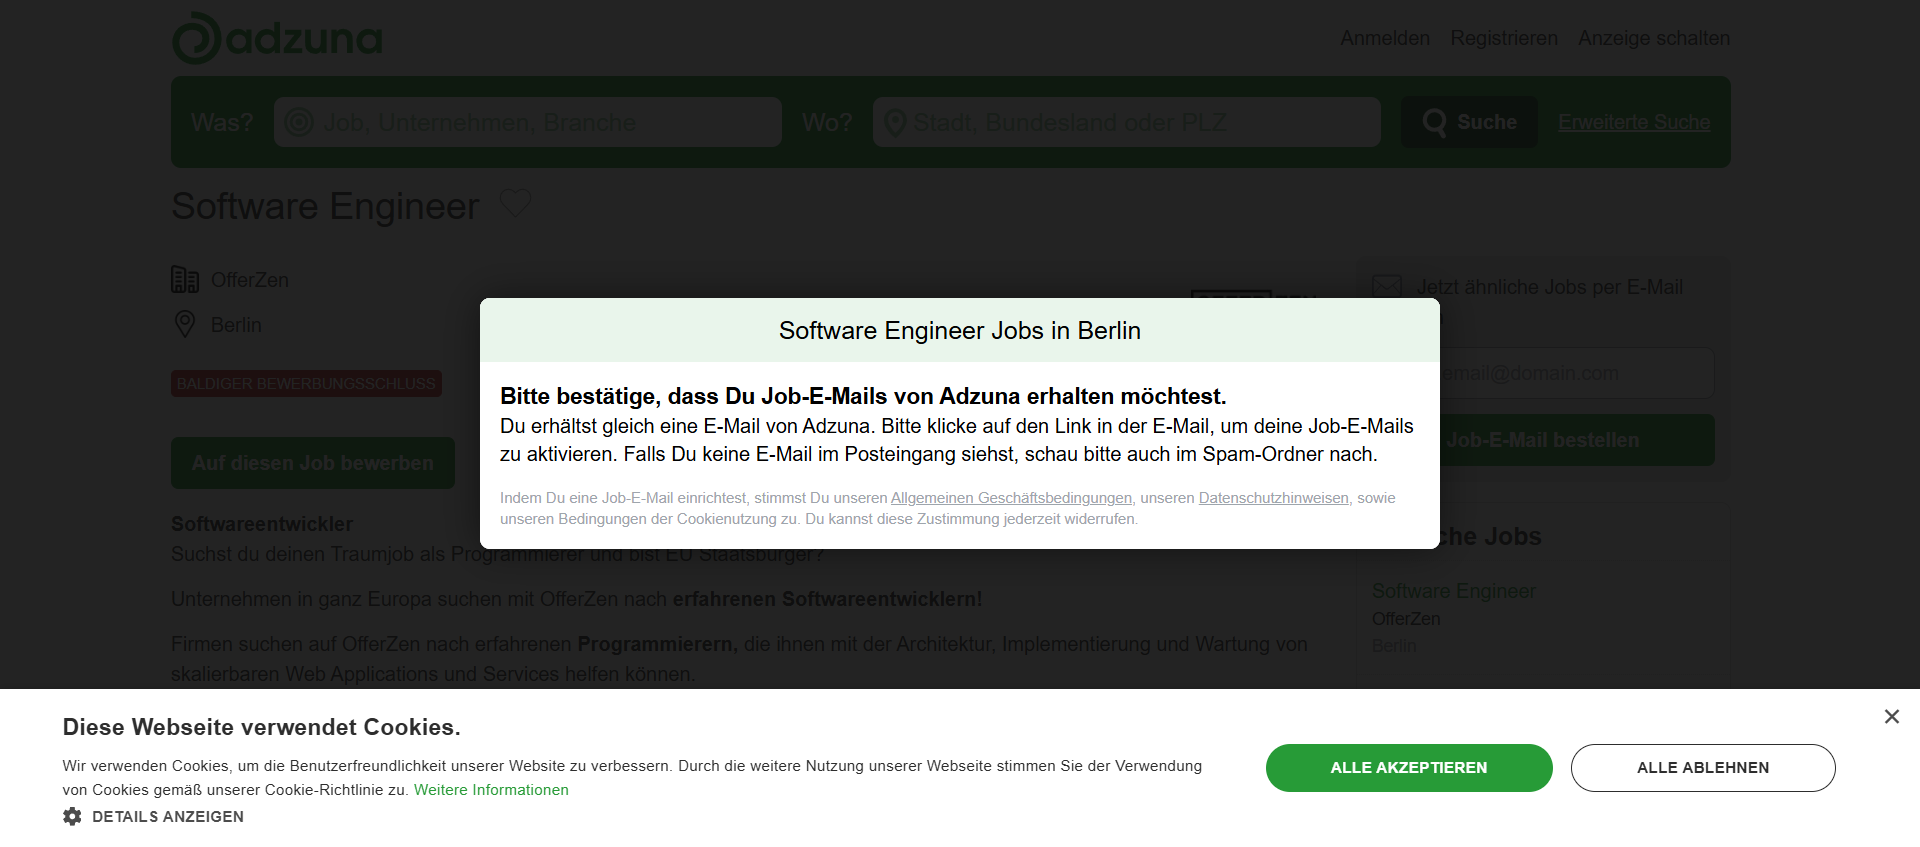 adzuna
Anmelden Registrieren Anzeige schalten
Was? Job, Unternehmen, Branche Wo? Stadt, Bundesland oder PLZ Suche Erweiterte Suche
Software Engineer
OfferZen
Berlin
BALDIGER BEWERBUNGSSCHLUSS
Auf diesen Job bewerben
Jetzt ähnliche Jobs per E-Mail
email@domain.com
Job-E-Mail bestellen
Software Engineer Jobs in Berlin
Bitte bestätige, dass Du Job-E-Mails von Adzuna erhalten möchtest.
Du erhältst gleich eine E-Mail von Adzuna. Bitte klicke auf den Link in der E-Mail, um deine Job-E-Mails
zu aktivieren. Falls Du keine E-Mail im Posteingang siehst, schau bitte auch im Spam-Ordner nach.
Indem Du eine Job-E-Mail einrichtest, stimmst Du unseren Allgemeinen Geschäftsbedingungen, unseren Datenschutzhinweisen, sowie
unseren Bedingungen der Cookienutzung zu. Du kannst diese Zustimmung jederzeit widerrufen.
Softwareentwickler
Suchst du deinen Traumjob als Programmierer und bist EU Staatsbürger?
Unternehmen in ganz Europa suchen mit OfferZen nach erfahrenen Softwareentwicklern!
Firmen suchen auf OfferZen nach erfahrenen Programmierern, die ihnen mit der Architektur, Implementierung und Wartung von
skalierbaren Web Applications und Services helfen können.
che Jobs
Software Engineer
OfferZen
Berlin
Diese Webseite verwendet Cookies.
Wir verwenden Cookies, um die Benutzerfreundlichkeit unserer Website zu verbessern. Durch die weitere Nutzung unserer Webseite stimmen Sie der Verwendung
von Cookies gemäß unserer Cookie-Richtlinie zu. Weitere Informationen
DETAILS ANZEIGEN
ALLE AKZEPTIEREN
ALLE ABLEHNEN